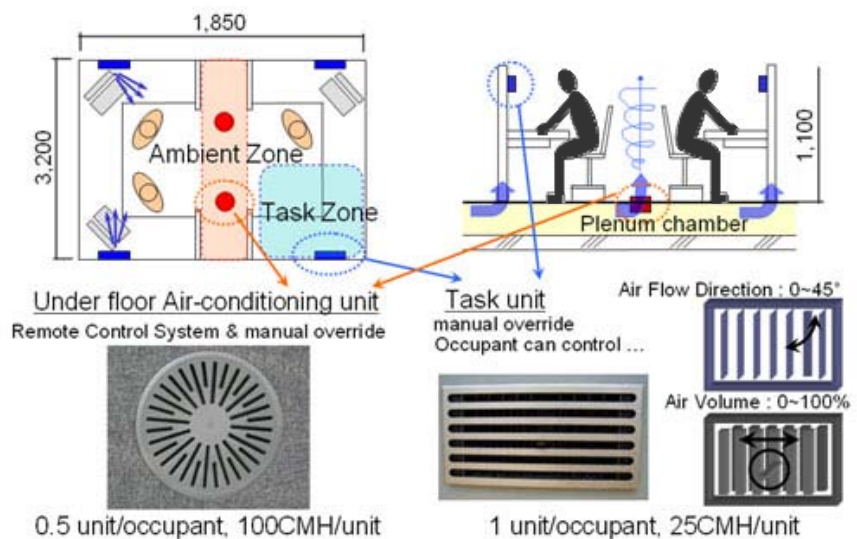 1,850
3,200
Ambient Zone
Task Zone
1,100
Plenum chamber
Under floor Air-conditioning unit
Remote Control System & manual override
Task unit
manual override
Occupant can control ...
Air Flow Direction : 0~45°
Air Volume : 0~100%
0.5 unit/occupant, 100CMH/unit
1 unit/occupant, 25CMH/unit